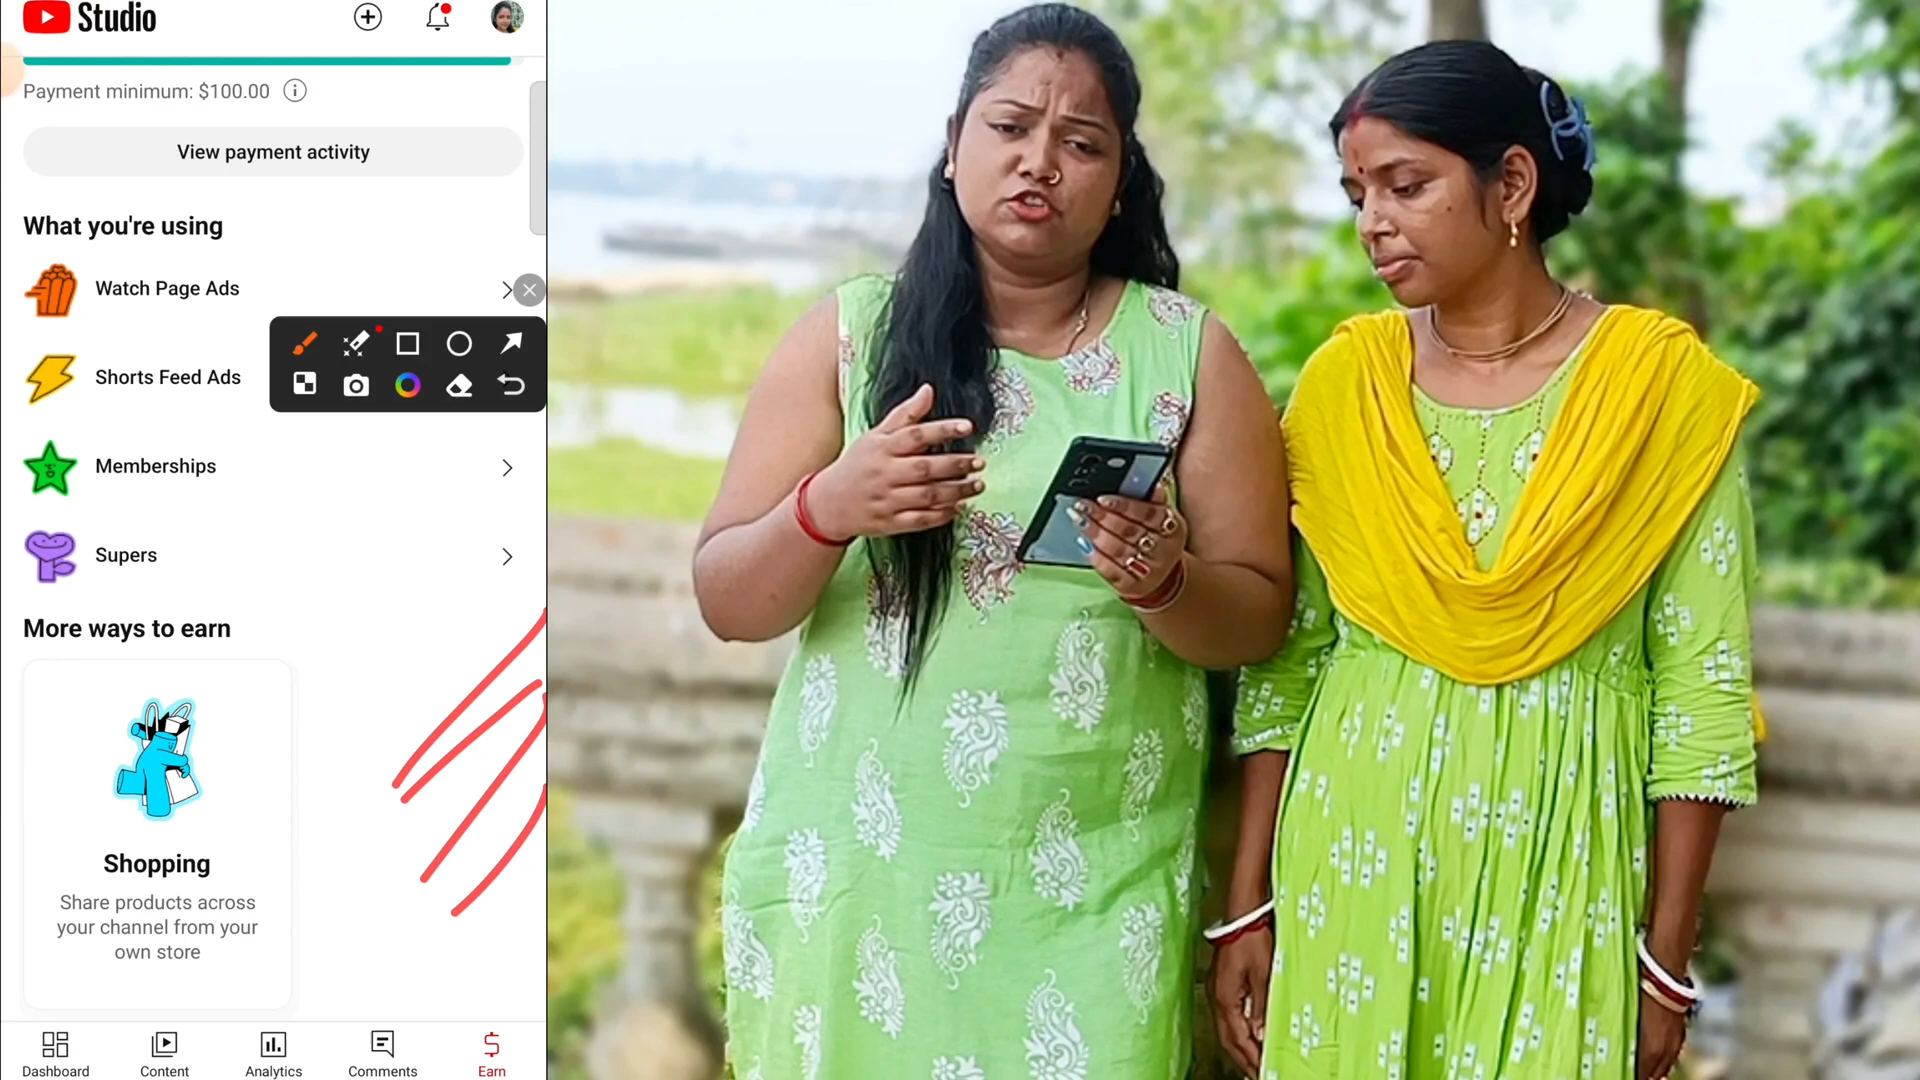 Studio
Payment minimum: $100.00
View payment activity
What you're using
Watch Page Ads
Shorts Feed Ads
Memberships
Supers
More ways to earn
Shopping
Share products across
your channel from your
own store
Dashboard
Content
Analytics
Comments
Earn